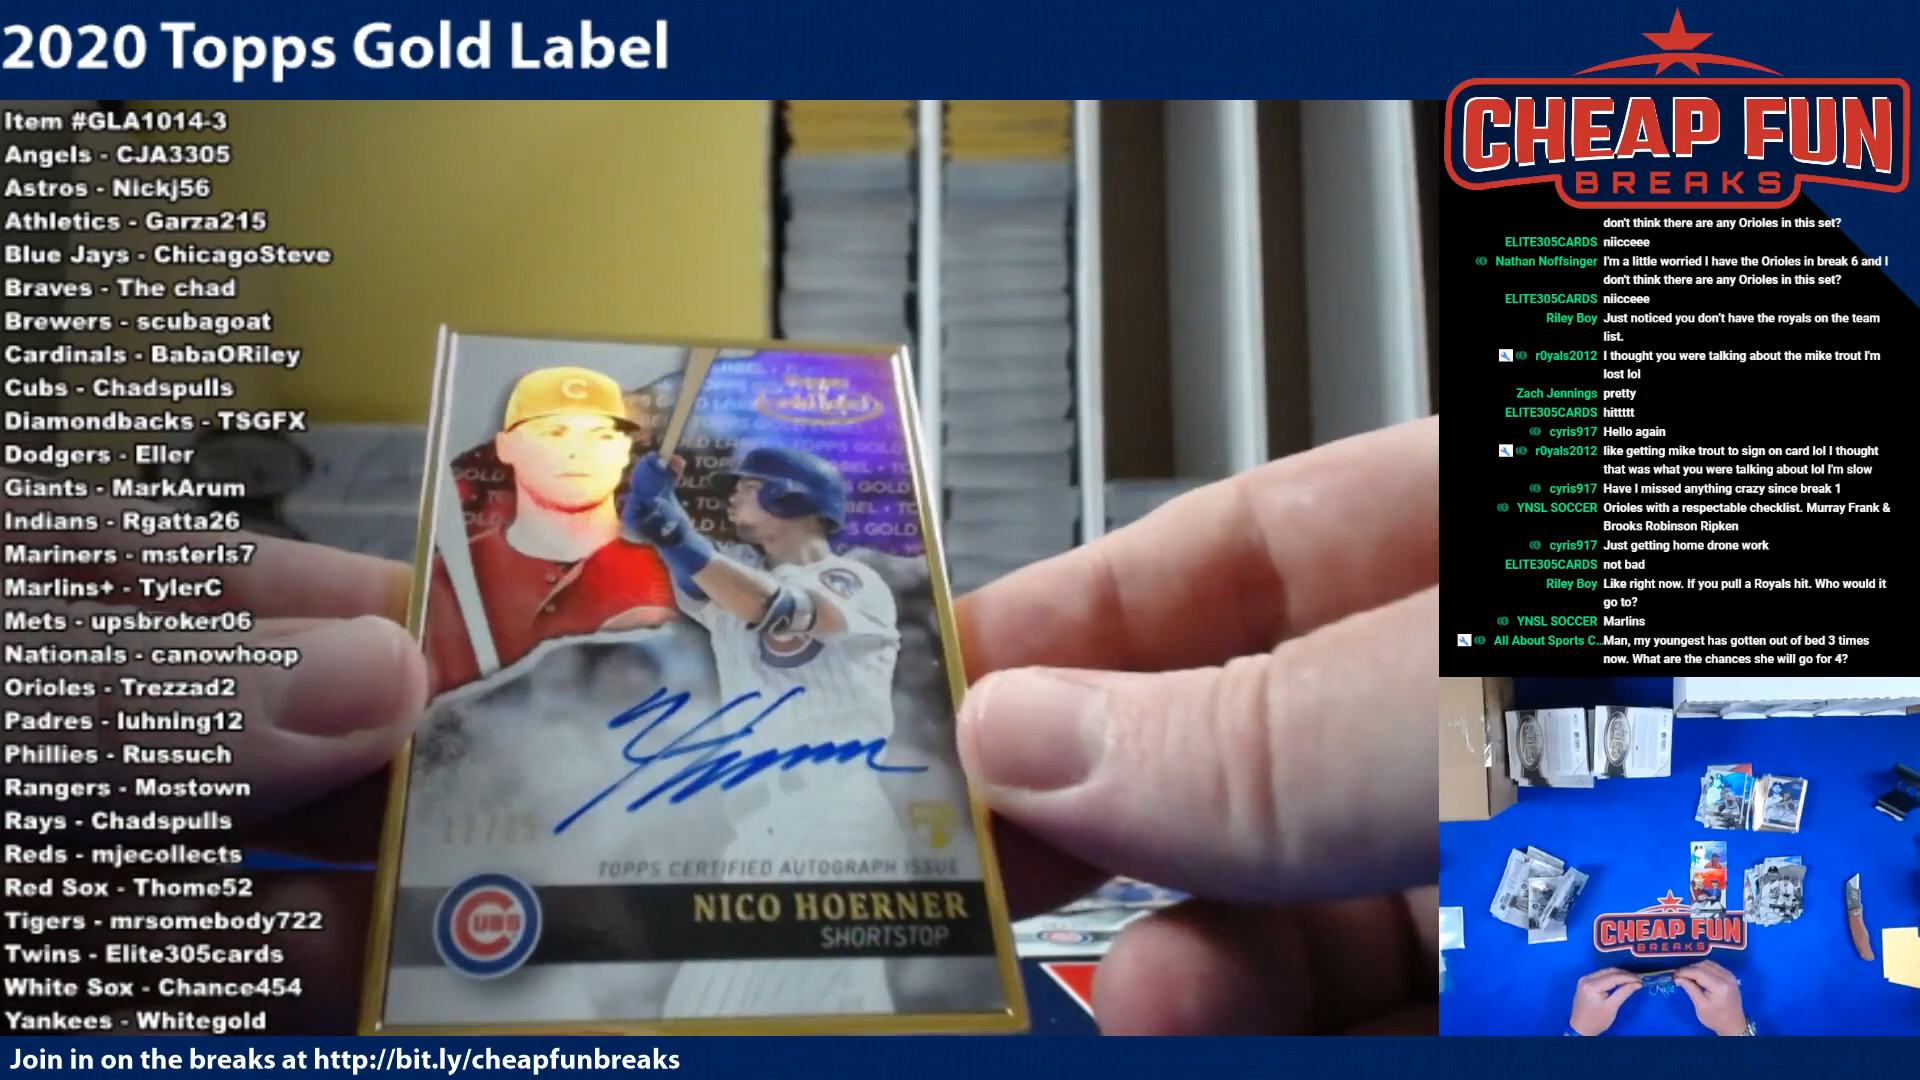 2020 Topps Gold Label
Item #GLA1014-3
Angels - CJA3305
Astros - Nickj56
Athletics - Garza215
Blue Jays - ChicagoSteve
Braves - The chad
Brewers - scubagoat
Cardinals - BabaORiley
Cubs - Chadspulls
Diamondbacks - TSGFX
Dodgers - Eller
Giants - MarkArum
Indians - Rgatta26
Mariners - msterls7
Marlins+ - TylerC
Mets - upsbroker06
Nationals - canowhoop
Orioles - Trezzad2
Padres - luhning12
Phillies - Russuch
Rangers - Mostown
Rays - Chadspulls
Reds - mjecollects
Red Sox - Thome52
Tigers - mrsomebody722
Twins - Elite305cards
White Sox - Chance454
Yankees - Whitegold
TOPPS CERTIFIED AUTOGRAPH ISSUE
NICO HOERNER
SHORTSTOP
CUBS
CHEAP FUN
BREAKS
don't think there are any Orioles in this set?
ELITE305CARDS niicceee
Nathan Noffsinger I'm a little worried I have the Orioles in break 6 and I
don't think there are any Orioles in this set?
ELITE305CARDS niicceee
Riley Boy Just noticed you don't have the royals on the team
list.
r0yals2012 I thought you were talking about the mike trout I'm
lost lol
Zach Jennings pretty
ELITE305CARDS hittttt
cyris917 Hello again
r0yals2012 like getting mike trout to sign on card lol I thought
that was what you were talking about lol I'm slow
cyris917 Have I missed anything crazy since break 1
YNSL SOCCER Orioles with a respectable checklist. Murray Frank &
Brooks Robinson Ripken
cyris917 Just getting home drone work
ELITE305CARDS not bad
Riley Boy Like right now. If you pull a Royals hit. Who would it
go to?
YNSL SOCCER Marlins
All About Sports C... Man, my youngest has gotten out of bed 3 times
now. What are the chances she will go for 4?
CHEAP FUN
BREAKS
Join in on the breaks at http://bit.ly/cheapfunbreaks